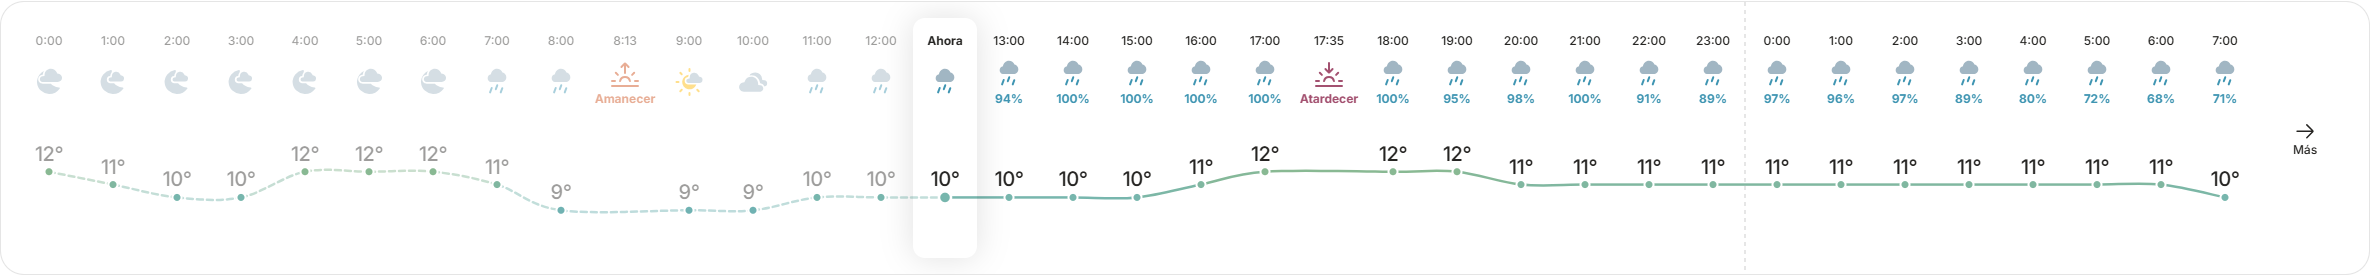 0:00 1:00 2:00 3:00 4:00 5:00 6:00 7:00 8:00 8:13 9:00 10:00 11:00 12:00 Ahora 13:00 14:00 15:00 16:00 17:00 17:35 18:00 19:00 20:00 21:00 22:00 23:00 0:00 1:00 2:00 3:00 4:00 5:00 6:00 7:00
Amanecer 94% 100% 100% 100% 100% Atardecer 100% 95% 98% 100% 91% 89% 97% 96% 97% 89% 80% 72% 68% 71%
12° 11° 10° 10° 12° 12° 12° 11° 9° 9° 9° 10° 10° 10° 10° 10° 10° 11° 12° 12° 12° 11° 11° 11° 11° 11° 11° 11° 11° 11° 11° 11° 10°
Más